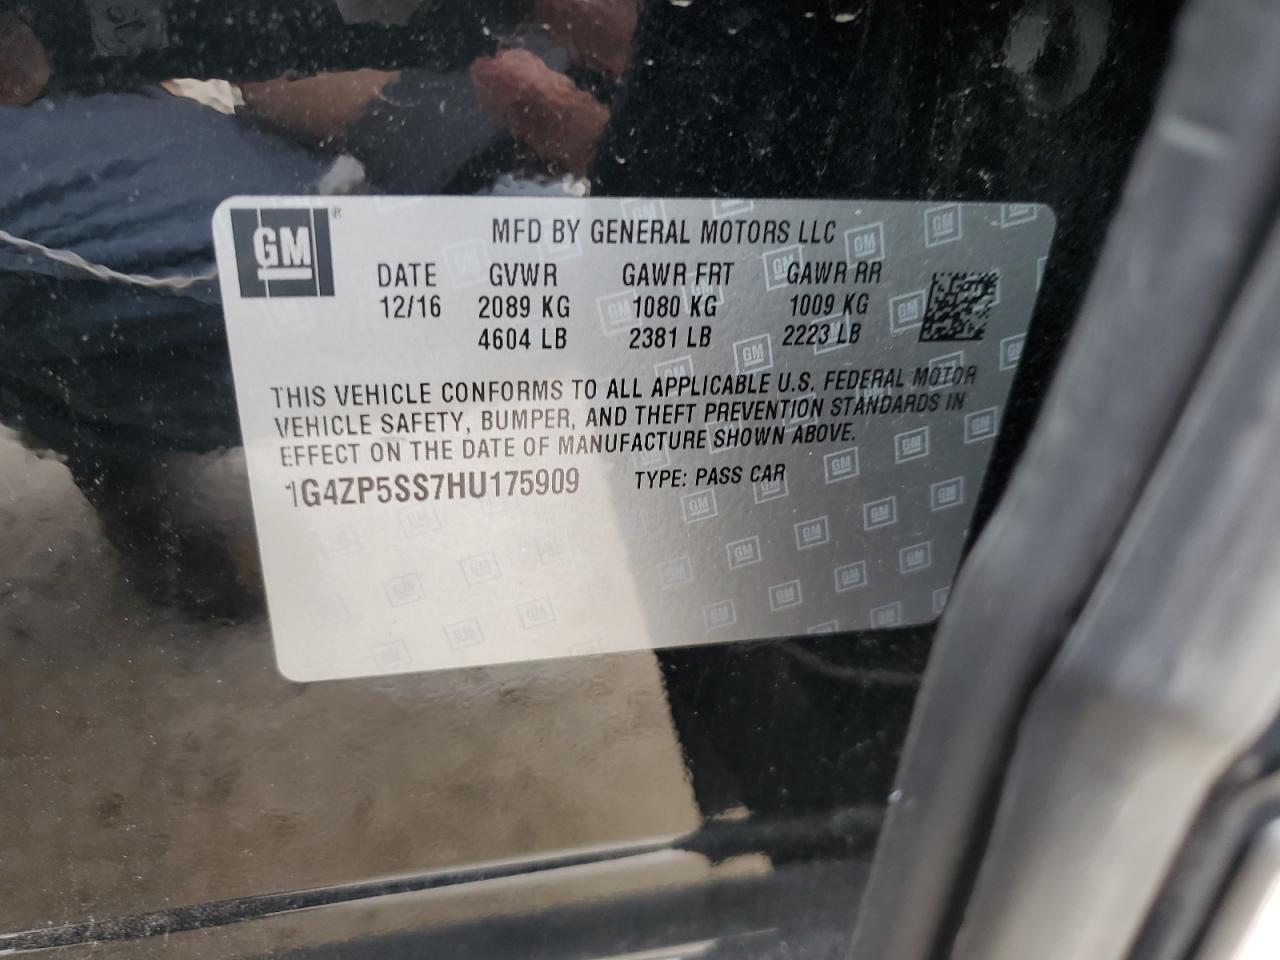 GM
MFD BY GENERAL MOTORS LLC
DATE GVWR GAWR FRT GAWR RR
12/16 2089 KG 1080 KG 1009 KG
4604 LB 2381 LB 2223 LB
THIS VEHICLE CONFORMS TO ALL APPLICABLE U.S. FEDERAL MOTOR
VEHICLE SAFETY, BUMPER, AND THEFT PREVENTION STANDARDS IN
EFFECT ON THE DATE OF MANUFACTURE SHOWN ABOVE.
1G4ZP5SS7HU175909 TYPE: PASS CAR